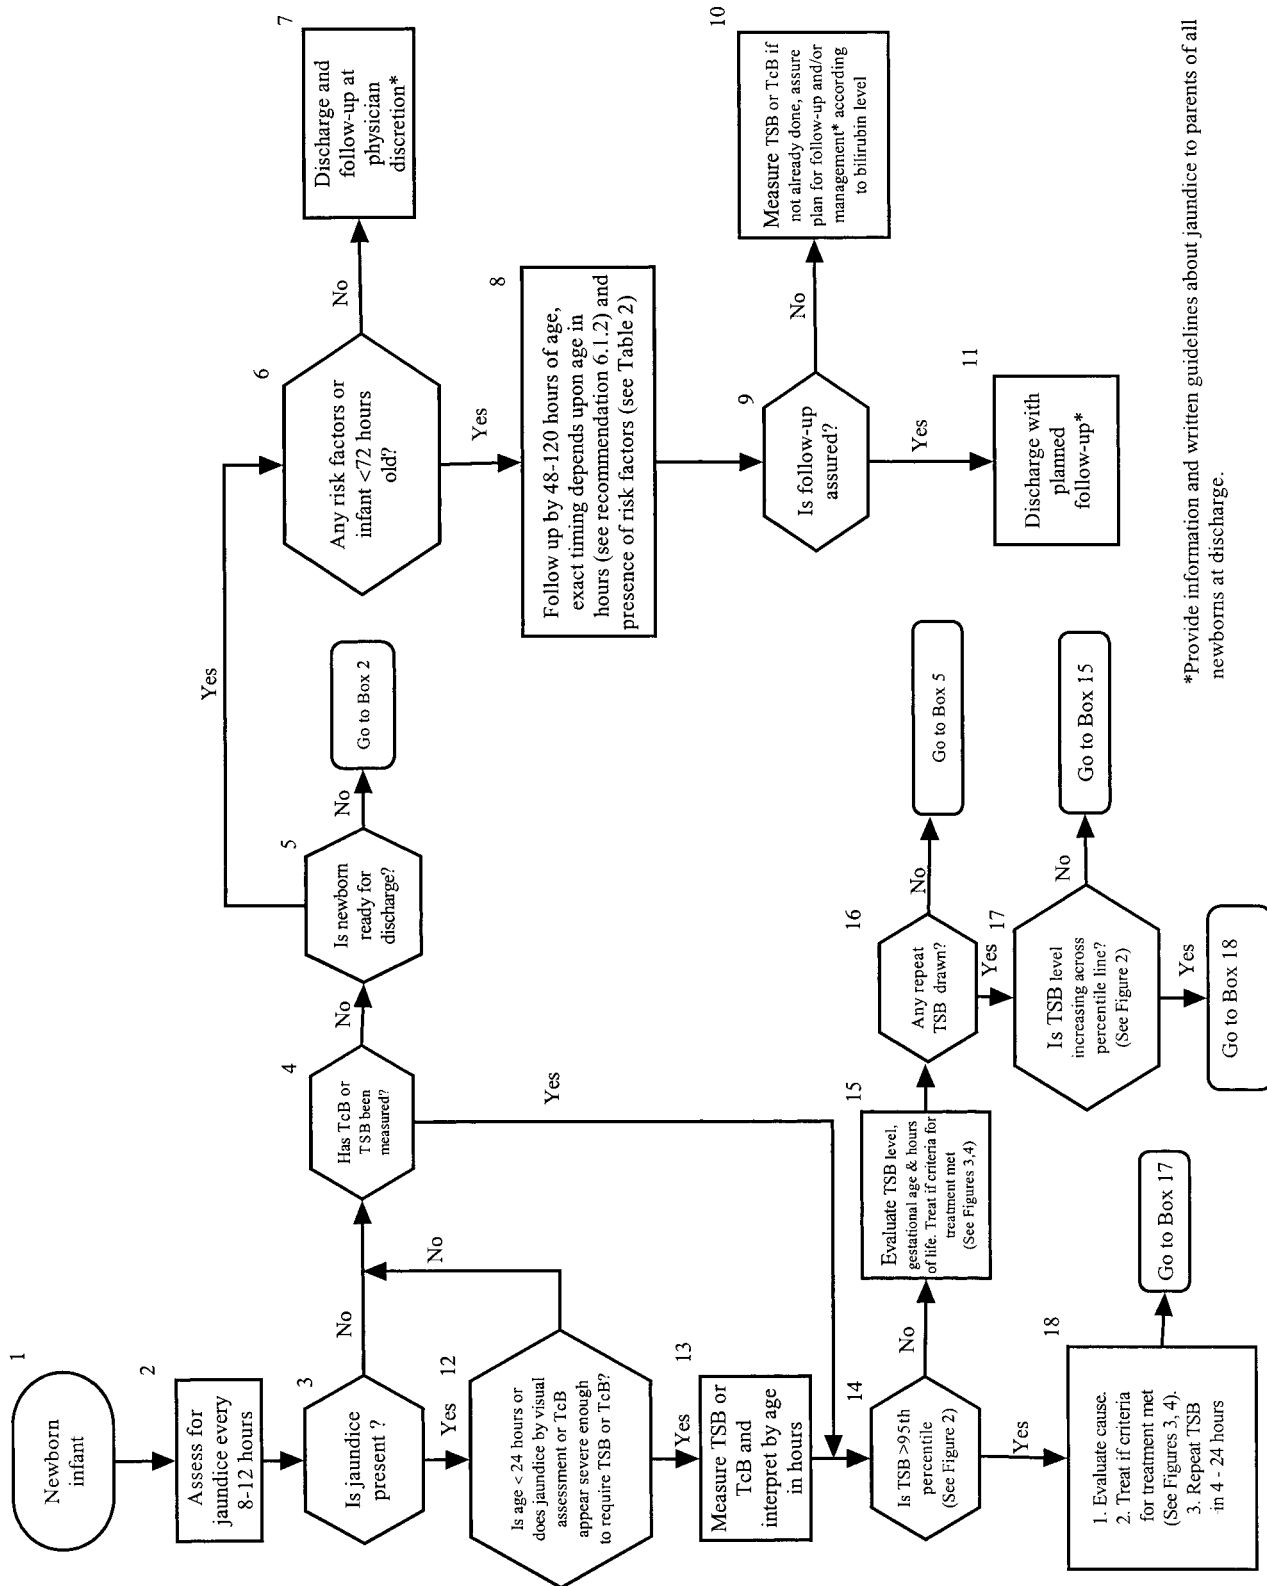 1
Newborn
infant
2
Assess for
jaundice every
8-12 hours
3
Is jaundice
present ?
No
Yes
4
Has TcB or
TSB been
measured?
No
Yes
5
Is newborn
ready for
discharge?
No
Go to Box 2
Yes
6
Any risk factors or
infant <72 hours
old?
No
7
Discharge and
follow-up at
physician
discretion*
Yes
8
Follow up by 48-120 hours of age,
exact timing depends upon age in
hours (see recommendation 6.1.2) and
presence of risk factors (see Table 2)
9
Is follow-up
assured?
No
10
Measure TSB or TcB if
not already done, assure
plan for follow-up and/or
management* according
to bilirubin level
Yes
11
Discharge with
planned
follow-up*
12
Is age < 24 hours or
does jaundice by visual
assessment or TcB
appear severe enough
to require TSB or TcB?
No
Yes
13
Measure TSB or
TcB and
interpret by age
in hours
14
Is TSB >95th
percentile
(See Figure 2)
No
15
Evaluate TSB level,
gestational age & hours
of life. Treat if criteria for
treatment met
(See Figures 3,4)
16
Any repeat
TSB drawn?
No
Go to Box 5
Yes
17
Is TSB level
increasing across
percentile line?
(See Figure 2)
No
Go to Box 15
Yes
Go to Box 18
Yes
18
1. Evaluate cause.
2. Treat if criteria
for treatment met
(See Figures 3, 4).
3. Repeat TSB
in 4 - 24 hours
Go to Box 17
*Provide information and written guidelines about jaundice to parents of all
newborns at discharge.